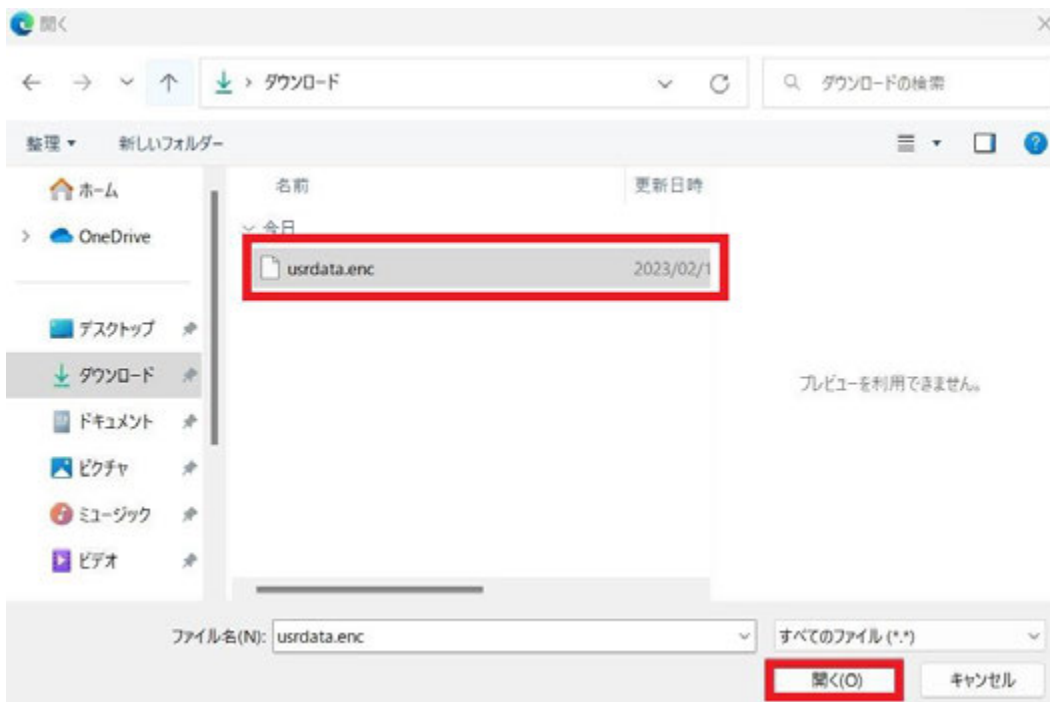 開く
ダウンロード
ダウンロードの検索
整理
新しいフォルダー
ホーム
OneDrive
デスクトップ
ダウンロード
ドキュメント
ピクチャ
ミュージック
ビデオ
名前
更新日時
今日
usrdata.enc
2023/02/1
プレビューを利用できません。
ファイル名(N): usrdata.enc
すべてのファイル (*.*)
開く(O)
キャンセル